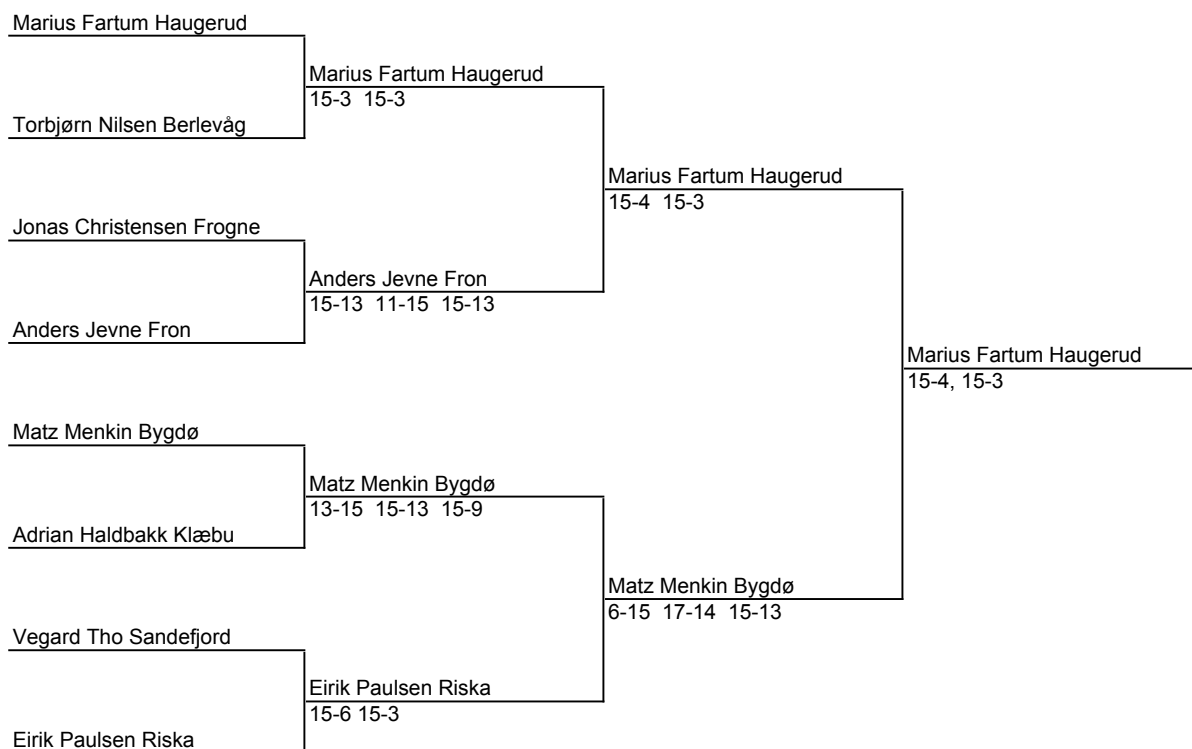 Marius Fartum Haugerud
Marius Fartum Haugerud
15-3  15-3
Torbjørn Nilsen Berlevåg
Marius Fartum Haugerud
15-4  15-3
Jonas Christensen Frogne
Anders Jevne Fron
15-13  11-15  15-13
Anders Jevne Fron
Marius Fartum Haugerud
15-4, 15-3
Matz Menkin Bygdø
Matz Menkin Bygdø
13-15  15-13  15-9
Adrian Haldbakk Klæbu
Matz Menkin Bygdø
6-15  17-14  15-13
Vegard Tho Sandefjord
Eirik Paulsen Riska
15-6 15-3
Eirik Paulsen Riska